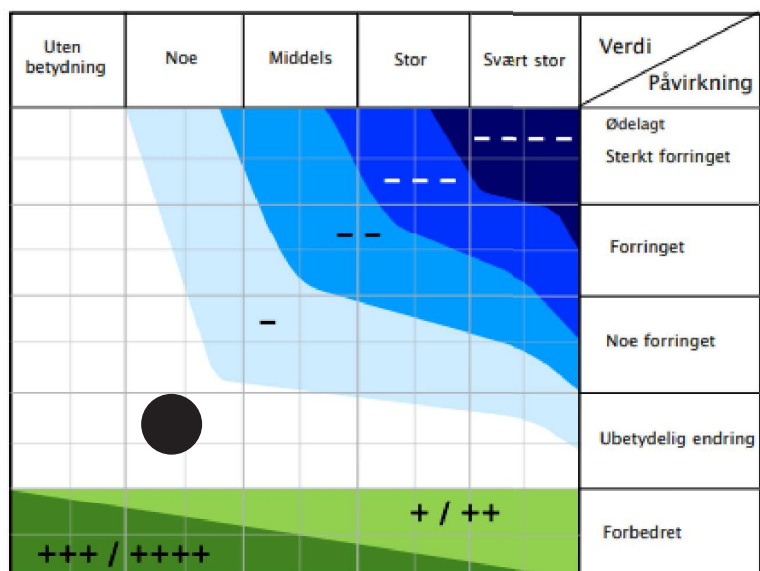 Uten
betydning
Noe
Middels
Stor
Svært stor
Verdi
Påvirkning
Ødelagt
Sterkt forringet
Forringet
Noe forringet
Ubetydelig endring
Forbedret
– – – –
– – –
– –
–
+ / ++
+++ / ++++